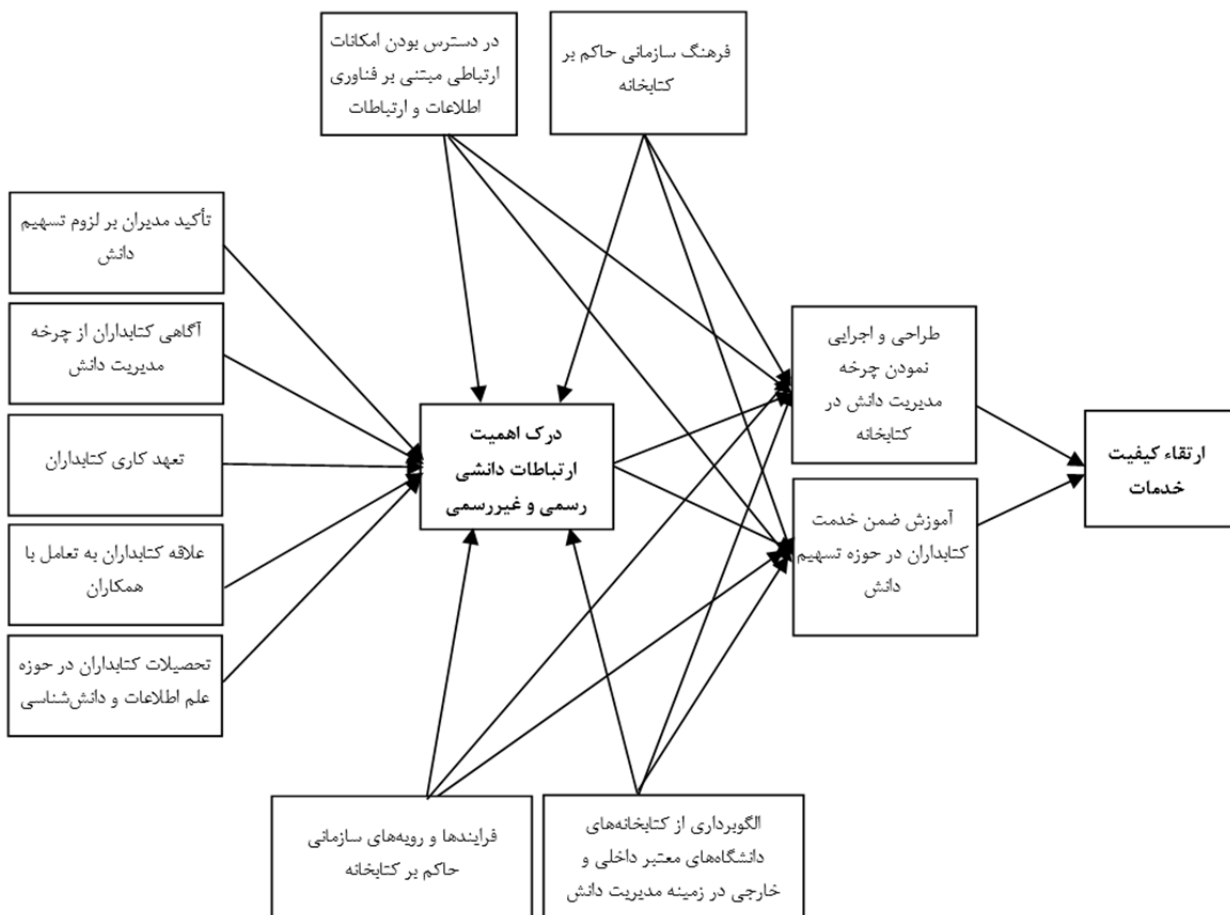 در دسترس بودن امکانات
ارتباطی مبتنی بر فناوری
اطلاعات و ارتباطات
فرهنگ سازمانی حاکم بر
کتابخانه
تأکید مدیران بر لزوم تسهیم
دانش
آگاهی کتابداران از چرخه
مدیریت دانش
تعهد کاری کتابداران
علاقه کتابداران به تعامل با
همکاران
تحصیلات کتابداران در حوزه
علم اطلاعات و دانش‌شناسی
درک اهمیت
ارتباطات دانشی
رسمی و غیررسمی
طراحی و اجرایی
نمودن چرخه
مدیریت دانش در
کتابخانه
آموزش ضمن خدمت
کتابداران در حوزه تسهیم
دانش
ارتقاء کیفیت
خدمات
فرایندها و رویه‌های سازمانی
حاکم بر کتابخانه
الگوبرداری از کتابخانه‌های
دانشگاه‌های معتبر داخلی و
خارجی در زمینه مدیریت دانش